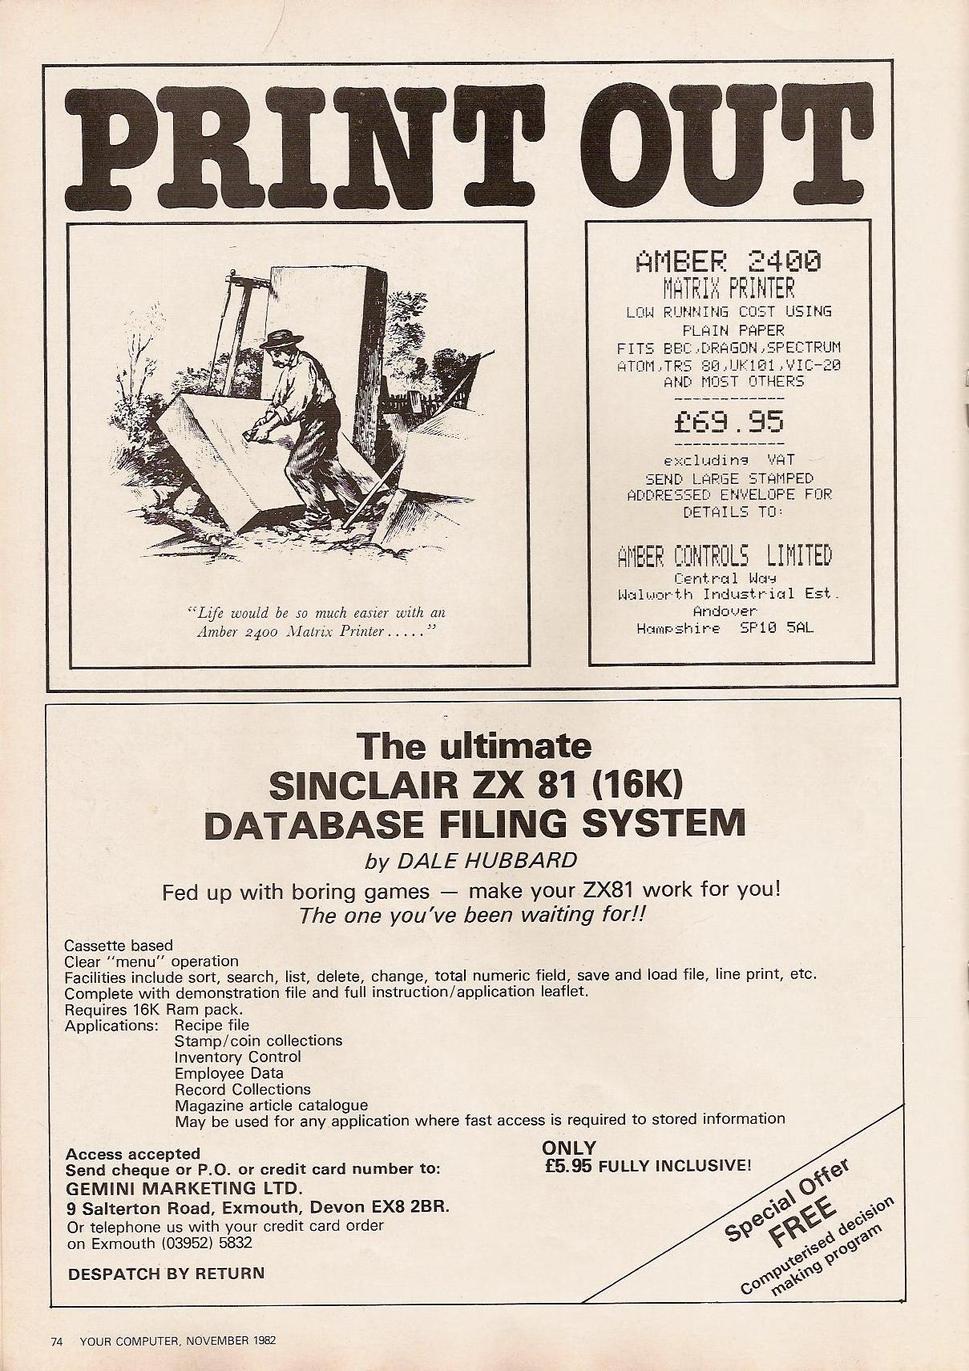 PRINT OUT
"Life would be so much easier with an
Amber 2400 Matrix Printer....."
AMBER 2400
MATRIX PRINTER
LOW RUNNING COST USING
PLAIN PAPER
FITS BBC,DRAGON,SPECTRUM
ATOM,TRS 80,UK101,VIC-20
AND MOST OTHERS
------------
£69.95
------------
excluding VAT
SEND LARGE STAMPED
ADDRESSED ENVELOPE FOR
DETAILS TO:
AMBER CONTROLS LIMITED
Central Way
Walworth Industrial Est.
Andover
Hampshire SP10 5AL
The ultimate
SINCLAIR ZX 81 (16K)
DATABASE FILING SYSTEM
by DALE HUBBARD
Fed up with boring games — make your ZX81 work for you!
The one you've been waiting for!!
Cassette based
Clear "menu" operation
Facilities include sort, search, list, delete, change, total numeric field, save and load file, line print, etc.
Complete with demonstration file and full instruction/application leaflet.
Requires 16K Ram pack.
Applications: Recipe file
Stamp/coin collections
Inventory Control
Employee Data
Record Collections
Magazine article catalogue
May be used for any application where fast access is required to stored information
Access accepted
Send cheque or P.O. or credit card number to:
GEMINI MARKETING LTD.
9 Salterton Road, Exmouth, Devon EX8 2BR.
Or telephone us with your credit card order
on Exmouth (03952) 5832
DESPATCH BY RETURN
ONLY
£5.95 FULLY INCLUSIVE!
Special Offer
FREE
Computerised decision
making program
74 YOUR COMPUTER, NOVEMBER 1982